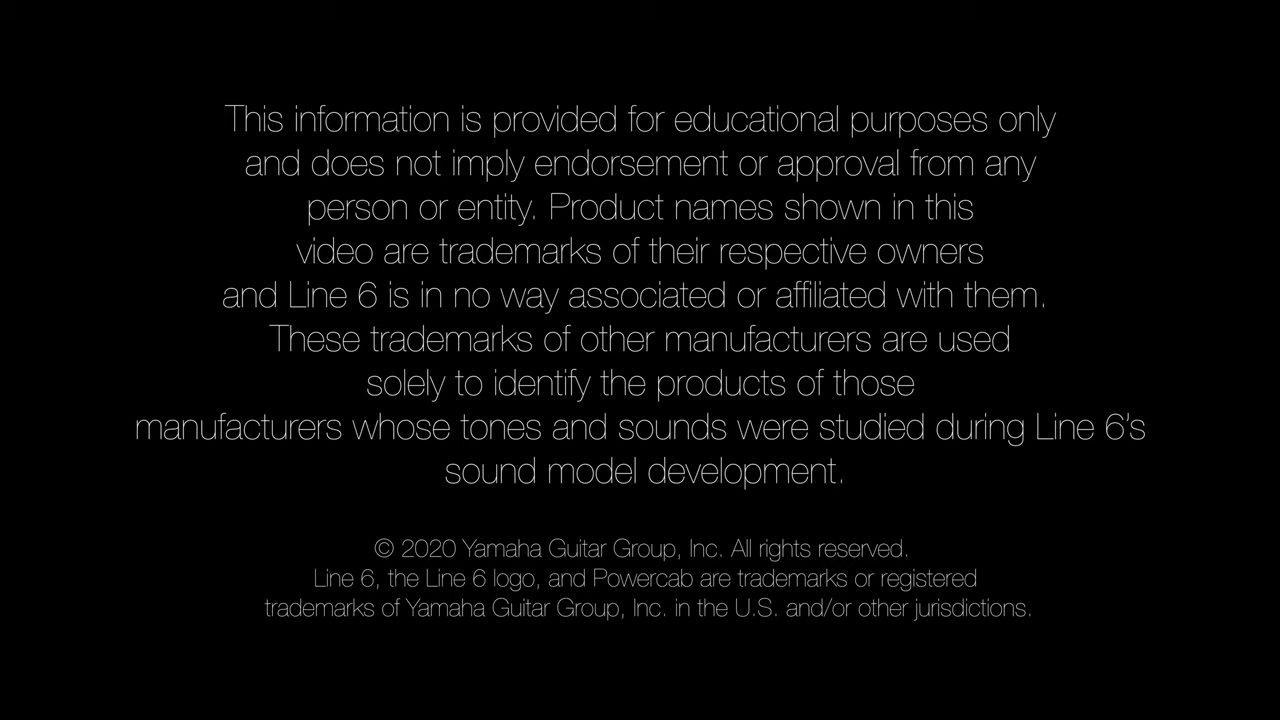 This information is provided for educational purposes only
and does not imply endorsement or approval from any
person or entity. Product names shown in this
video are trademarks of their respective owners
and Line 6 is in no way associated or affiliated with them.
These trademarks of other manufacturers are used
solely to identify the products of those
manufacturers whose tones and sounds were studied during Line 6’s
sound model development.
© 2020 Yamaha Guitar Group, Inc. All rights reserved.
Line 6, the Line 6 logo, and Powercab are trademarks or registered
trademarks of Yamaha Guitar Group, Inc. in the U.S. and/or other jurisdictions.